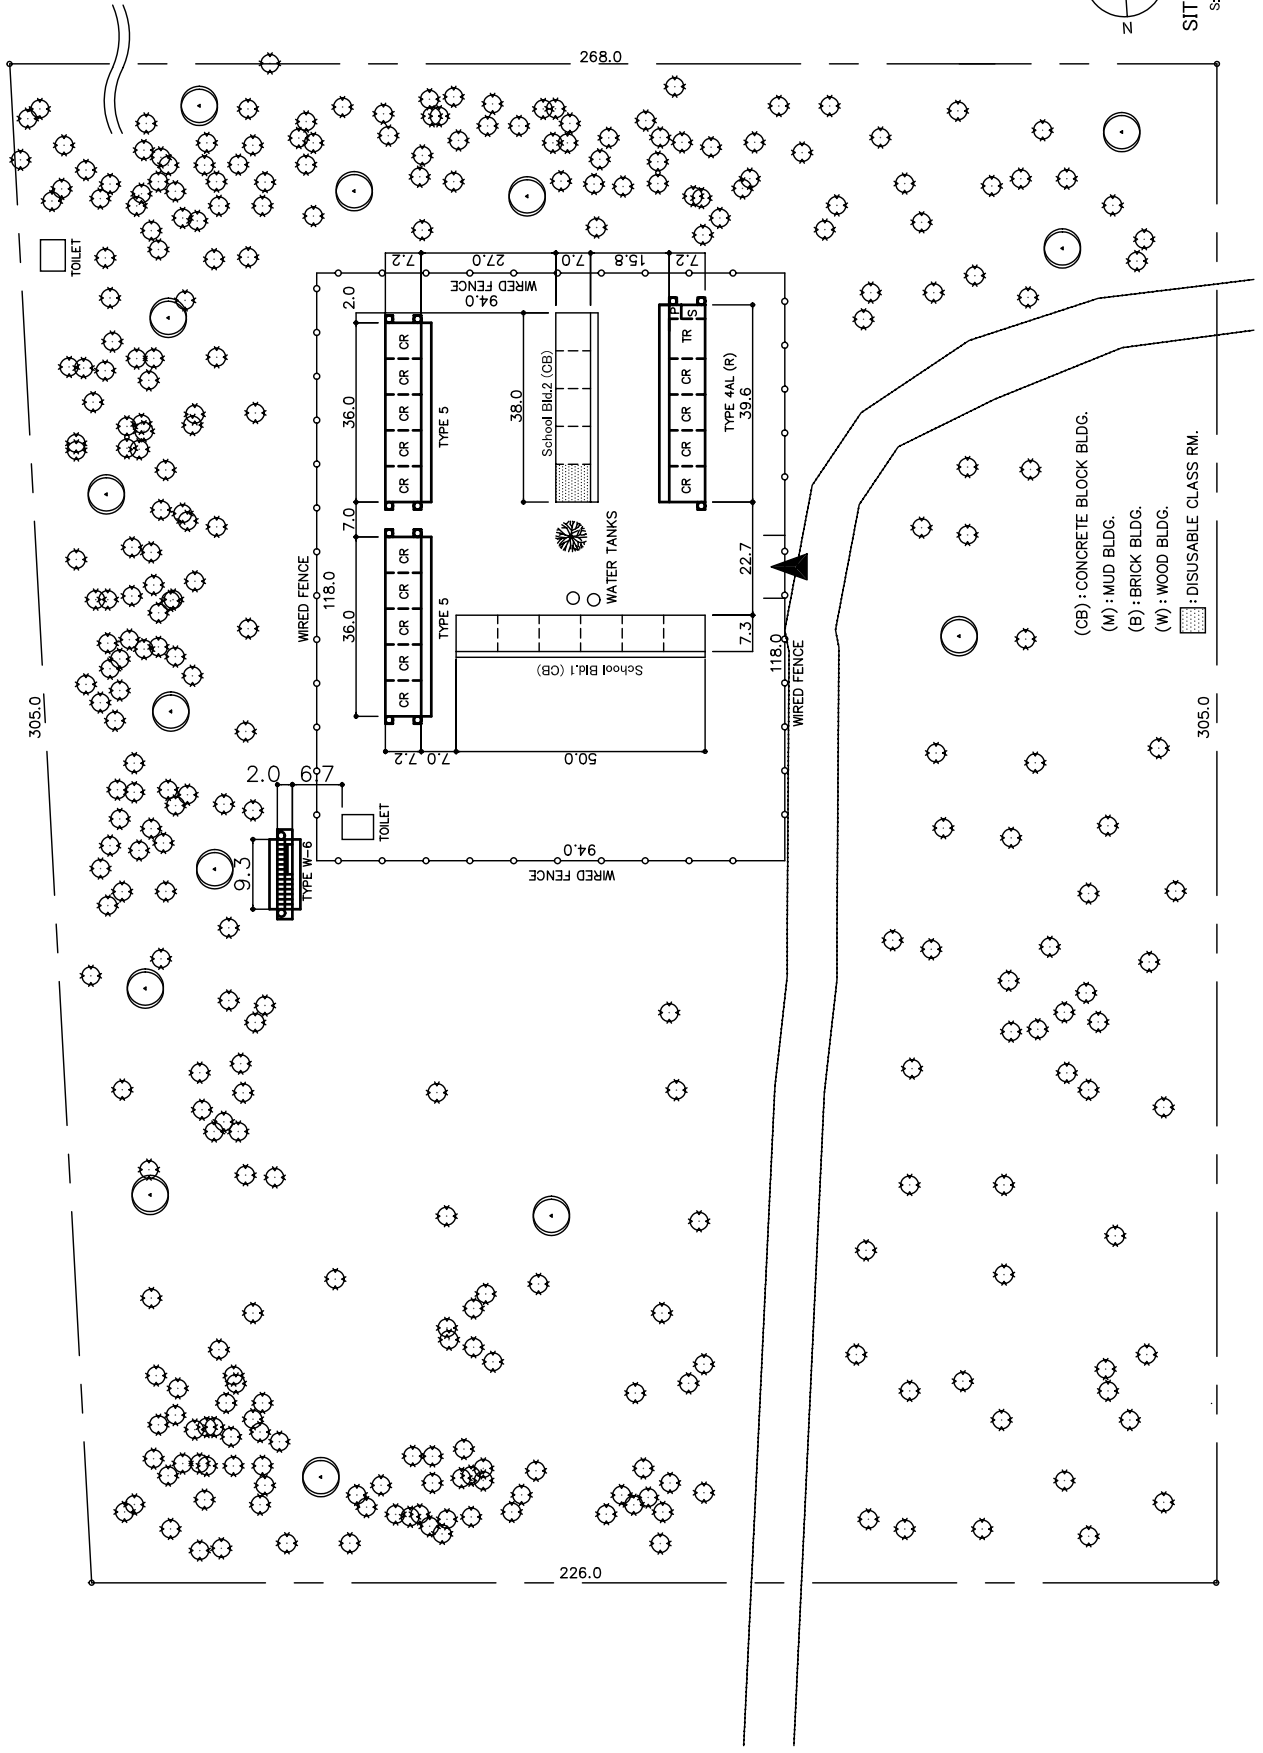 N
SIT
S:
268.0
TOILET
7.2
27.0
7.0
15.8
7.2
WIRED FENCE
94.0
2.0
36.0
CR
CR
CR
CR
CR
TYPE 5
38.0
School Bld.2 (CB)
P
S
TR
CR
CR
CR
CR
TYPE 4AL (R)
39.6
7.0
WIRED FENCE
118.0
36.0
CR
CR
CR
CR
CR
TYPE 5
WATER TANKS
22.7
7.3
School Bld.1 (CB)
118.0
WIRED FENCE
7.2
7.0
50.0
305.0
305.0
2.0
6.7
TOILET
9.3
TYPE W-6
94.0
WIRED FENCE
(CB) : CONCRETE BLOCK BLDG.
(M) : MUD BLDG.
(B) : BRICK BLDG.
(W) : WOOD BLDG.
: DISUSABLE CLASS RM.
226.0